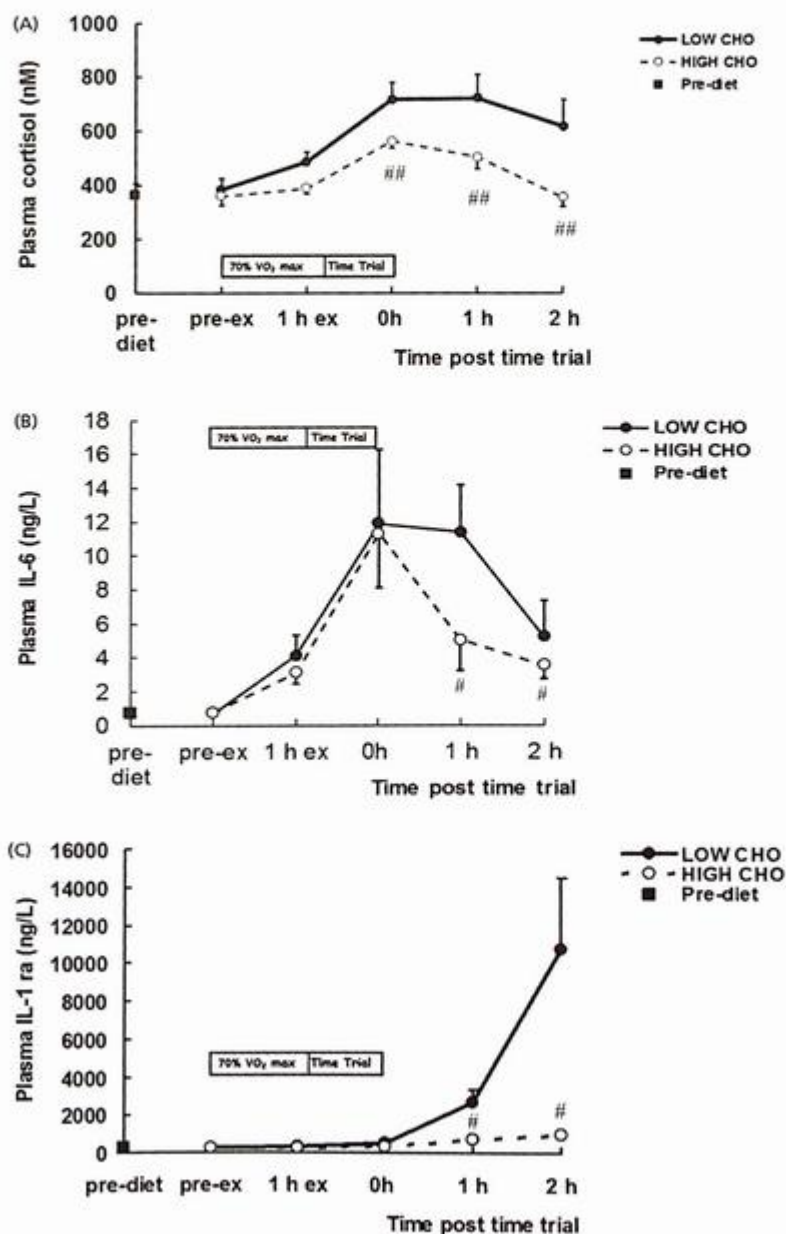 (A)
1000
800
600
400
200
0
Plasma cortisol (nM)
LOW CHO
HIGH CHO
Pre-diet
##
##
##
70% VO₂ max Time Trial
pre-diet pre-ex 1 h ex 0h 1 h 2 h
Time post time trial
(B)
18
16
14
12
10
8
6
4
2
0
Plasma IL-6 (ng/L)
70% VO₂ max Time Trial
LOW CHO
HIGH CHO
Pre-diet
#
#
pre-diet pre-ex 1 h ex 0h 1 h 2 h
Time post time trial
(C)
16000
14000
12000
10000
8000
6000
4000
2000
0
Plasma IL-1 ra (ng/L)
LOW CHO
HIGH CHO
Pre-diet
70% VO₂ max Time Trial
#
#
pre-diet pre-ex 1 h ex 0h 1 h 2 h
Time post time trial